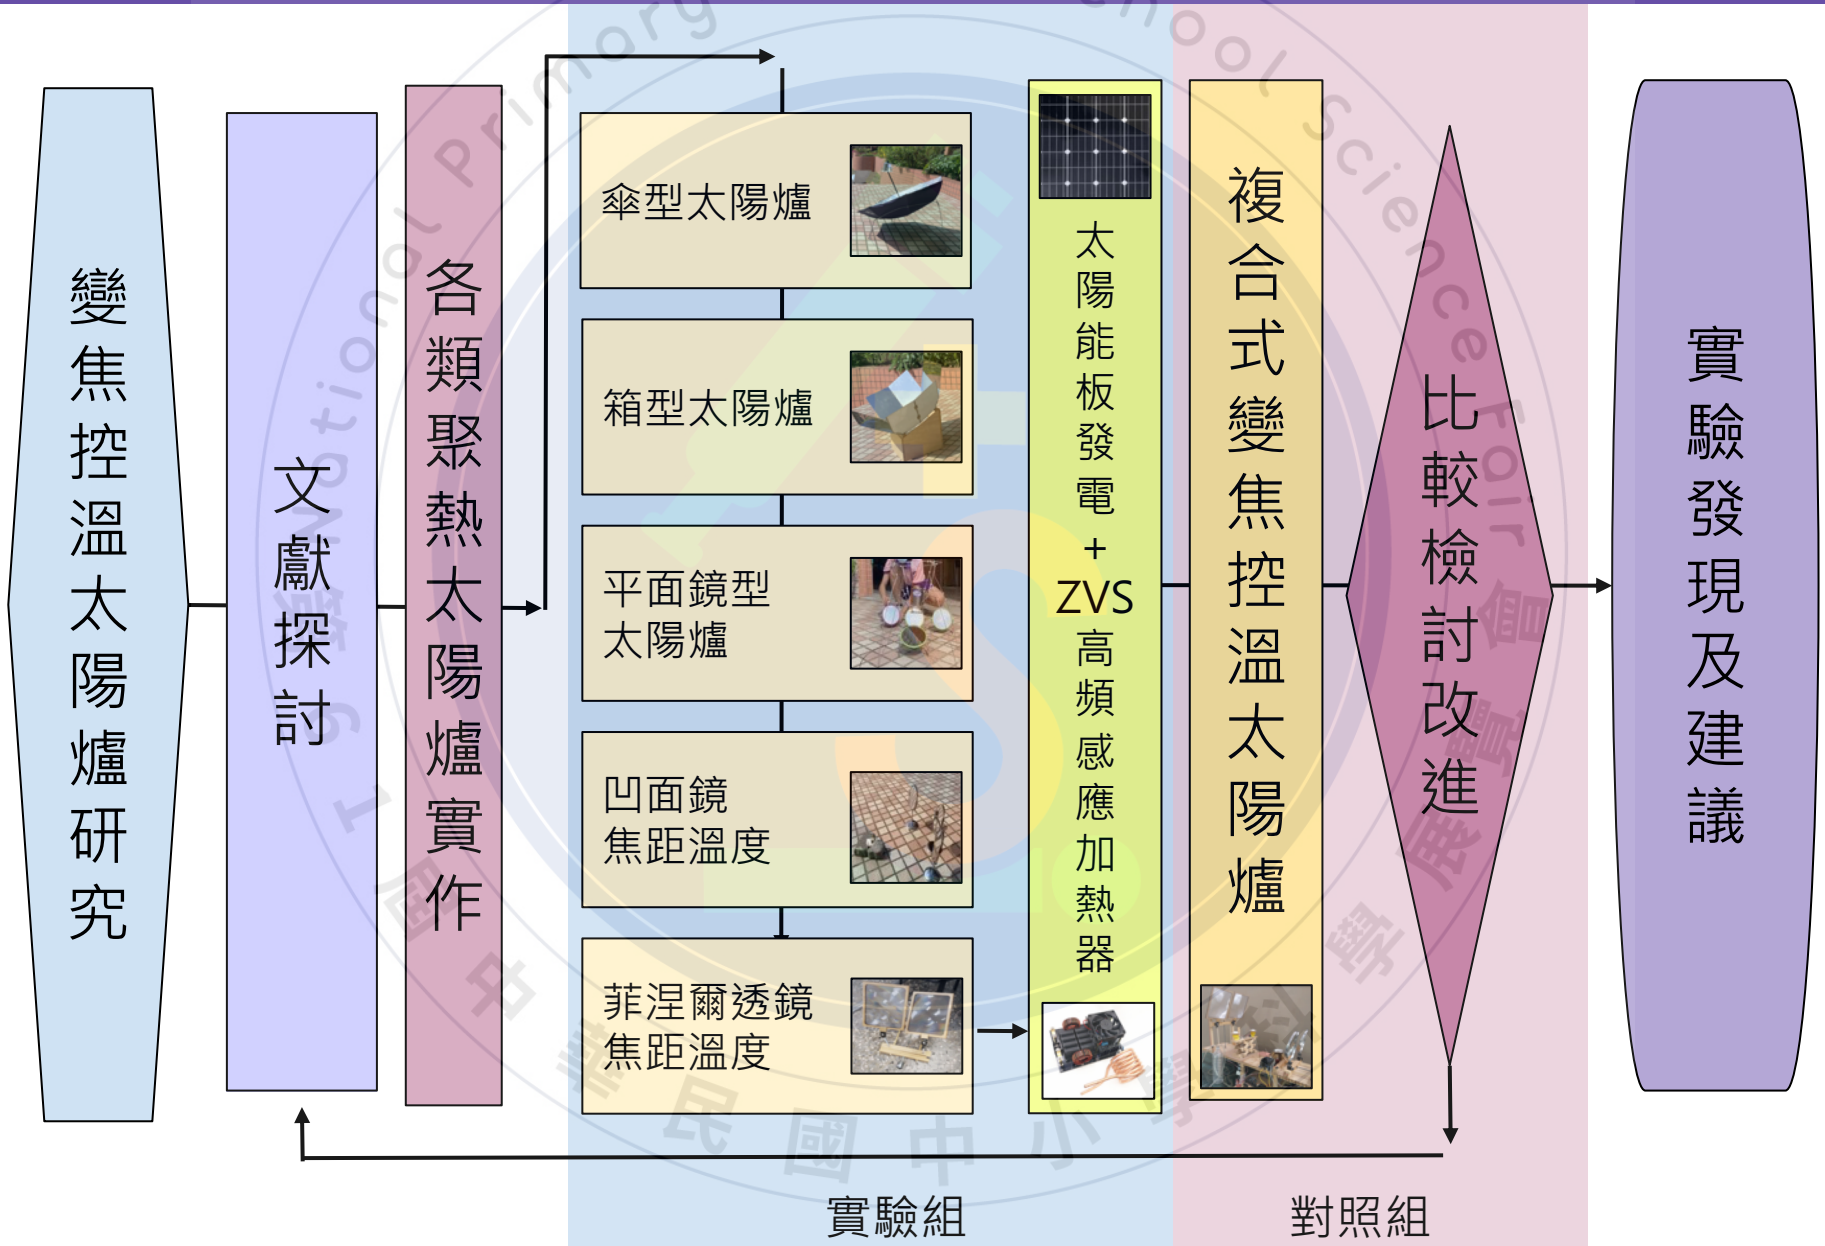 變焦控溫太陽爐研究
文獻探討
各類聚熱太陽爐實作
傘型太陽爐
箱型太陽爐
平面鏡型
太陽爐
凹面鏡
焦距溫度
菲涅爾透鏡
焦距溫度
太陽能板發電+ZVS高頻感應加熱器
複合式變焦控溫太陽爐
比較檢討改進
實驗發現及建議
實驗組
對照組